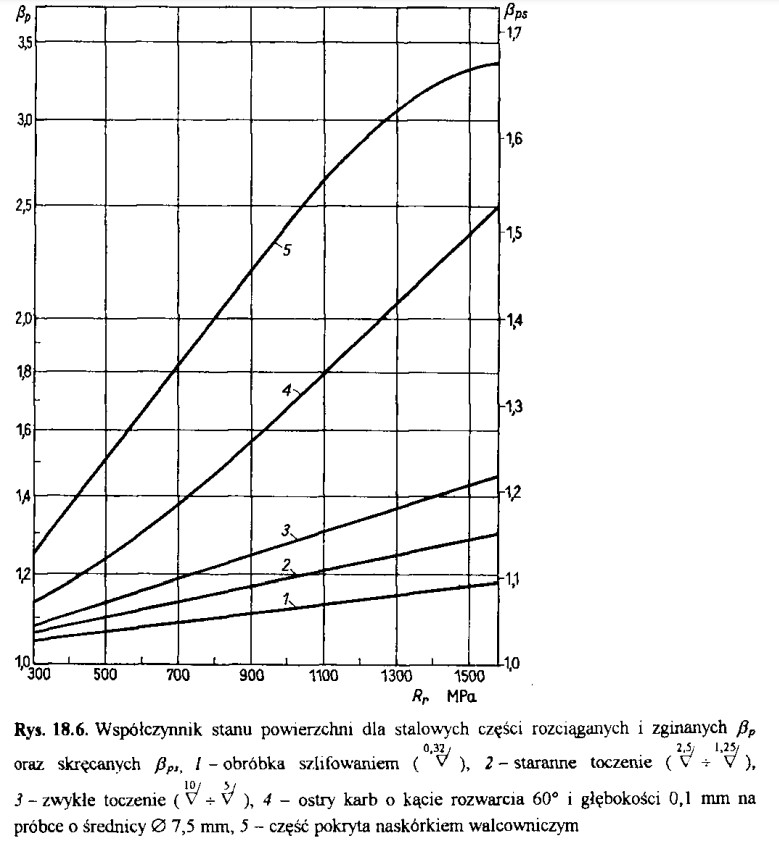 βp
βps
1,7
3,5
3,0
1,6
2,5
1,5
5
2,0
1,4
1,8
4
1,3
1,6
1,4
1,2
3
2
1,2
1,1
1
1,0
1,0
300 500 700 900 1100 1300 1500
Rr MPa
Rys. 18.6. Współczynnik stanu powierzchni dla stalowych części rozciąganych i zginanych βp
oraz skręcanych βps, 1 – obróbka szlifowaniem ( 0,32/▽ ), 2 – staranne toczenie ( 2,5/▽ ÷ 1,25/▽ ),
3 – zwykłe toczenie ( 10/▽ ÷ 5/▽ ), 4 – ostry karb o kącie rozwarcia 60° i głębokości 0,1 mm na
próbce o średnicy Ø 7,5 mm, 5 – część pokryta naskórkiem walcowniczym